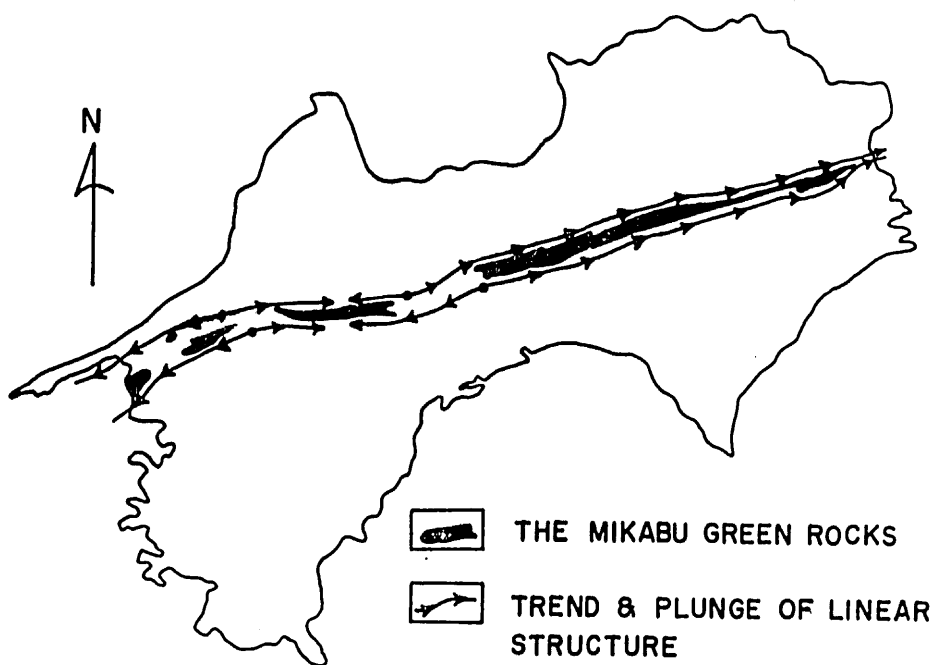 N
THE MIKABU GREEN ROCKS
TREND & PLUNGE OF LINEAR
STRUCTURE